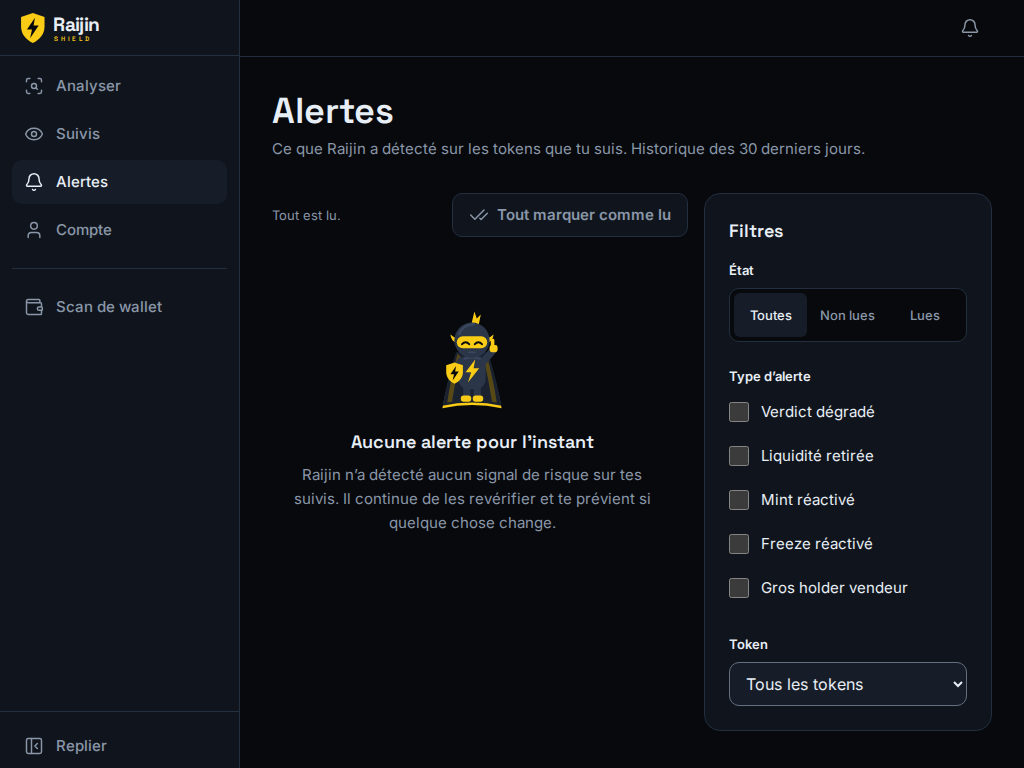 Raijin
SHIELD
Analyser
Suivis
Alertes
Compte
Scan de wallet
Replier
Alertes
Ce que Raijin a détecté sur les tokens que tu suis. Historique des 30 derniers jours.
Tout est lu.
Tout marquer comme lu
Aucune alerte pour l’instant
Raijin n’a détecté aucun signal de risque sur tes
suivis. Il continue de les revérifier et te prévient si
quelque chose change.
Filtres
État
Toutes
Non lues
Lues
Type d’alerte
Verdict dégradé
Liquidité retirée
Mint réactivé
Freeze réactivé
Gros holder vendeur
Token
Tous les tokens